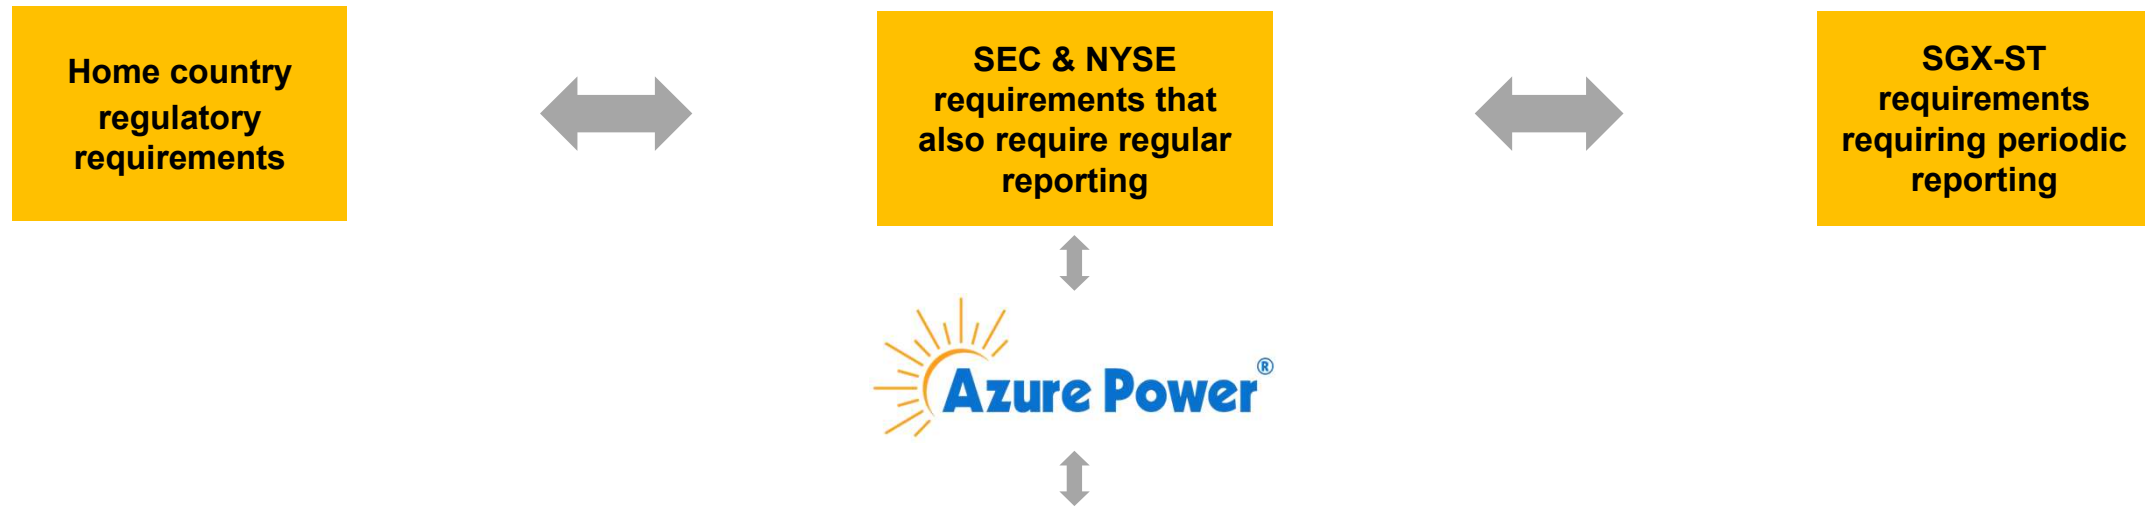 Home country
regulatory
requirements
SEC & NYSE
requirements that
also require regular
reporting
SGX-ST
requirements
requiring periodic
reporting
Azure Power®